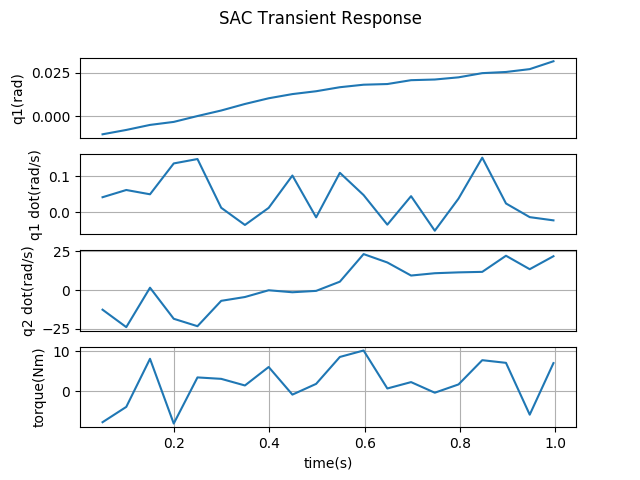 SAC Transient Response
0.025
0.000
q1(rad)
0.1
0.0
q1 dot(rad/s)
25
0
−25
q2 dot(rad/s)
10
0
torque(Nm)
0.2 0.4 0.6 0.8 1.0
time(s)